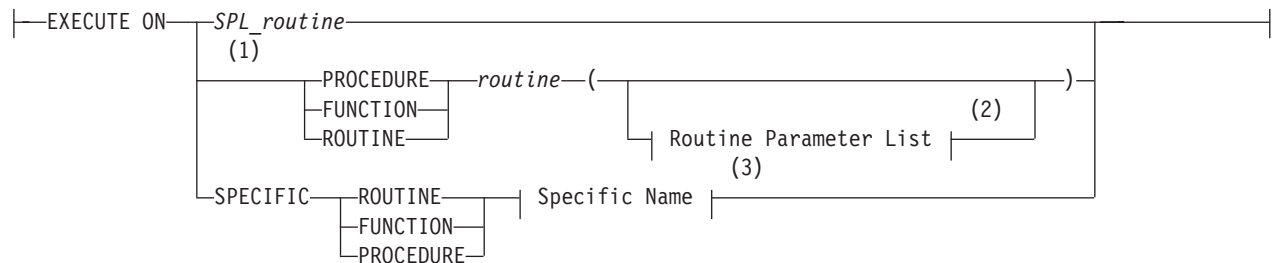 EXECUTE ON SPL_routine
(1)
PROCEDURE routine ( )
FUNCTION (2)
ROUTINE Routine Parameter List
(3)
SPECIFIC ROUTINE Specific Name
FUNCTION
PROCEDURE